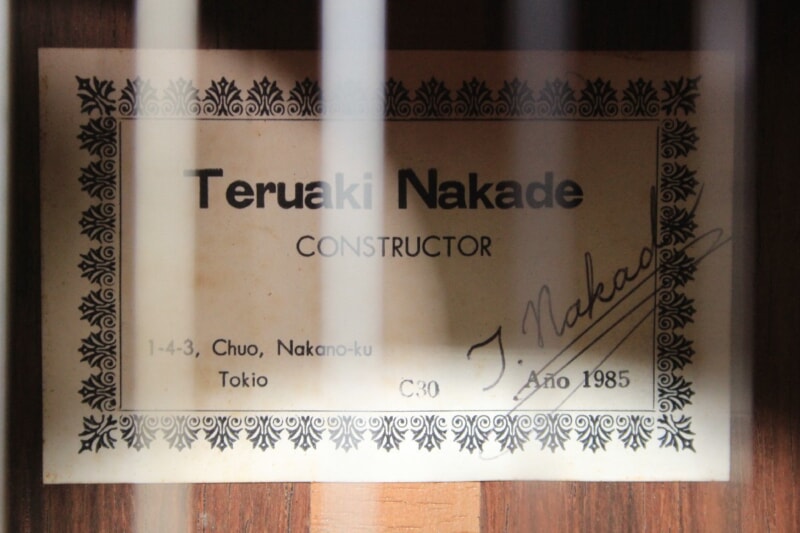 Teruaki Nakade
CONSTRUCTOR
1-4-3, Chuo, Nakano-ku
Tokio
C30
Año 1985
T. Nakade